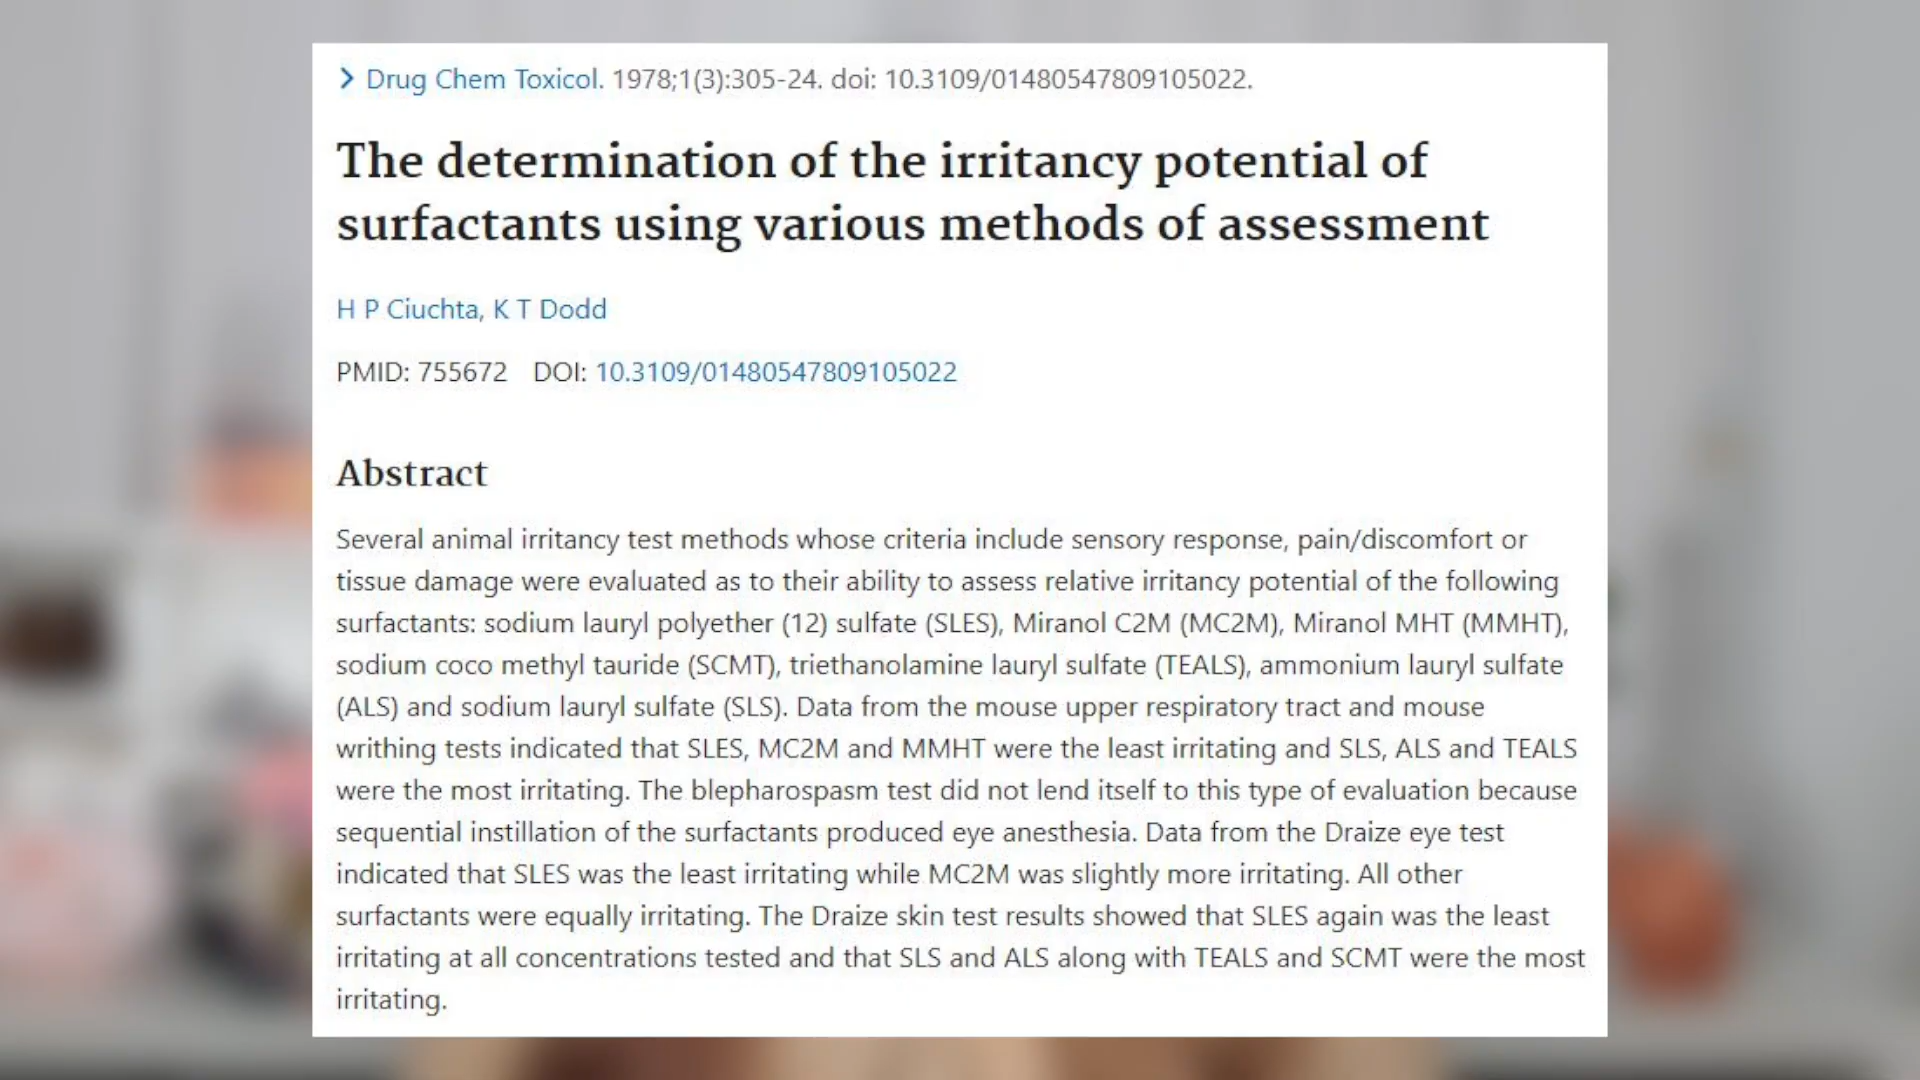 Drug Chem Toxicol. 1978;1(3):305-24. doi: 10.3109/01480547809105022.
The determination of the irritancy potential of
surfactants using various methods of assessment
H P Ciuchta, K T Dodd
PMID: 755672 DOI: 10.3109/01480547809105022
Abstract
Several animal irritancy test methods whose criteria include sensory response, pain/discomfort or
tissue damage were evaluated as to their ability to assess relative irritancy potential of the following
surfactants: sodium lauryl polyether (12) sulfate (SLES), Miranol C2M (MC2M), Miranol MHT (MMHT),
sodium coco methyl tauride (SCMT), triethanolamine lauryl sulfate (TEALS), ammonium lauryl sulfate
(ALS) and sodium lauryl sulfate (SLS). Data from the mouse upper respiratory tract and mouse
writhing tests indicated that SLES, MC2M and MMHT were the least irritating and SLS, ALS and TEALS
were the most irritating. The blepharospasm test did not lend itself to this type of evaluation because
sequential instillation of the surfactants produced eye anesthesia. Data from the Draize eye test
indicated that SLES was the least irritating while MC2M was slightly more irritating. All other
surfactants were equally irritating. The Draize skin test results showed that SLES again was the least
irritating at all concentrations tested and that SLS and ALS along with TEALS and SCMT were the most
irritating.